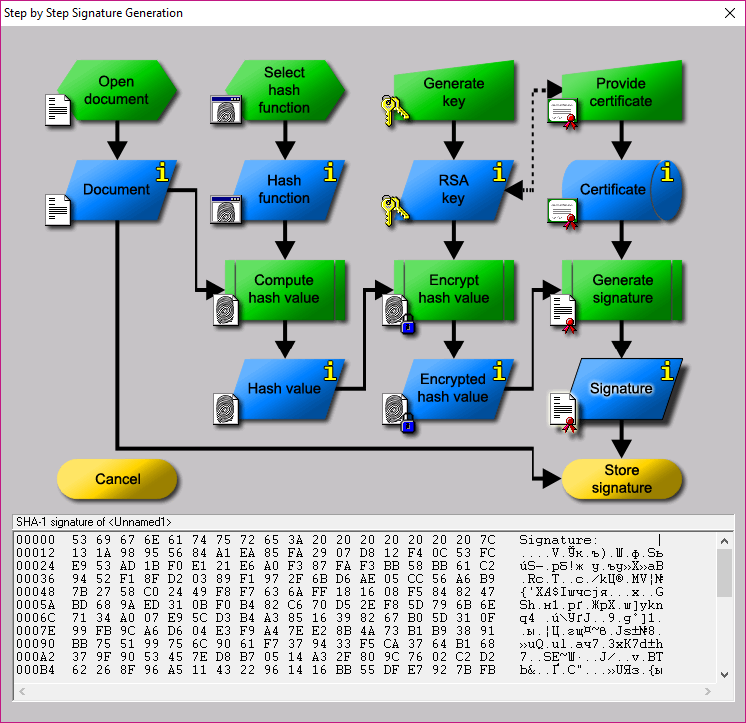 Step by Step Signature Generation
Open
document
Select
hash
function
Generate
key
Provide
certificate
Document
Hash
function
RSA
key
Certificate
Compute
hash value
Encrypt
hash value
Generate
signature
Hash value
Encrypted
hash value
Signature
Cancel
Store
signature
SHA-1 signature of <Unnamed1>
00000 53 69 67 6E 61 74 75 72 65 3A 20 20 20 20 20 20 20 7C Signature: |
00012 13 1A 98 95 56 84 A1 EA 85 FA 29 07 D8 12 F4 0C 53 FC
00024 E9 53 AD 1B F0 E1 21 E6 A0 F3 87 FA F3 BB 58 BB 61 C2
00036 94 52 F1 8F D2 03 89 F1 97 2F 6B D6 AE 05 CC 56 A6 B9
00048 7B 27 58 C0 24 49 F8 F7 63 6A FF 18 16 08 F5 84 82 47
0005A BD 68 9A ED 31 0B F0 B4 82 C6 70 D5 2E F8 5D 79 6B 6E
0006C 71 34 A0 07 E9 5C D3 B4 A3 85 16 39 82 67 B0 5D 31 0F
0007E 99 FB 9C A6 D6 04 E3 F9 A4 7E E2 8B 4A 73 B1 B9 38 91
00090 BB 75 51 99 75 6C 90 61 F7 37 94 33 F5 CA 37 64 B1 68
000A2 37 9F 90 53 45 7E D8 B7 05 14 A3 2F 80 9C 76 02 C2 D2
000B4 62 26 8F 96 A5 11 43 22 96 14 16 BB 55 DF E7 92 7B FB